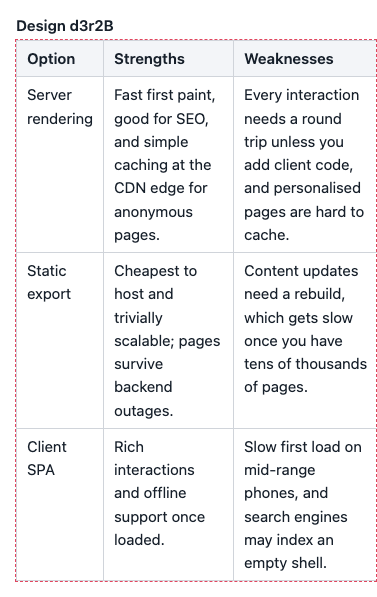 Design d3r2B
Option
Strengths
Weaknesses
Server
rendering
Fast first paint,
good for SEO,
and simple
caching at the
CDN edge for
anonymous
pages.
Every interaction
needs a round
trip unless you
add client code,
and personalised
pages are hard to
cache.
Static
export
Cheapest to
host and
trivially
scalable; pages
survive
backend
outages.
Content updates
need a rebuild,
which gets slow
once you have
tens of thousands
of pages.
Client
SPA
Rich
interactions
and offline
support once
loaded.
Slow first load on
mid-range
phones, and
search engines
may index an
empty shell.